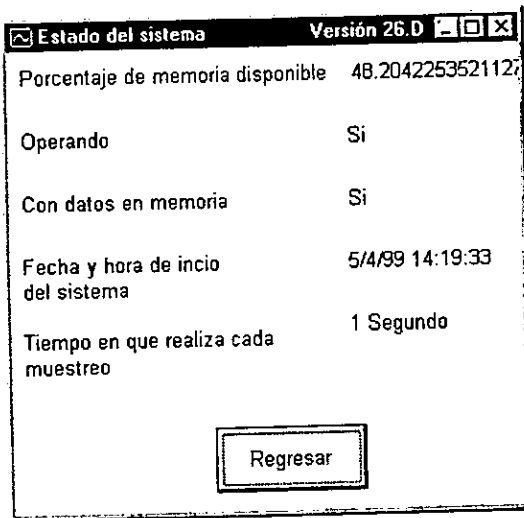 Estado del sistema Versión 26.D
Porcentaje de memoria disponible 48.2042253521127
Operando Si
Con datos en memoria Si
Fecha y hora de incio 5/4/99 14:19:33
del sistema
Tiempo en que realiza cada 1 Segundo
muestreo
Regresar